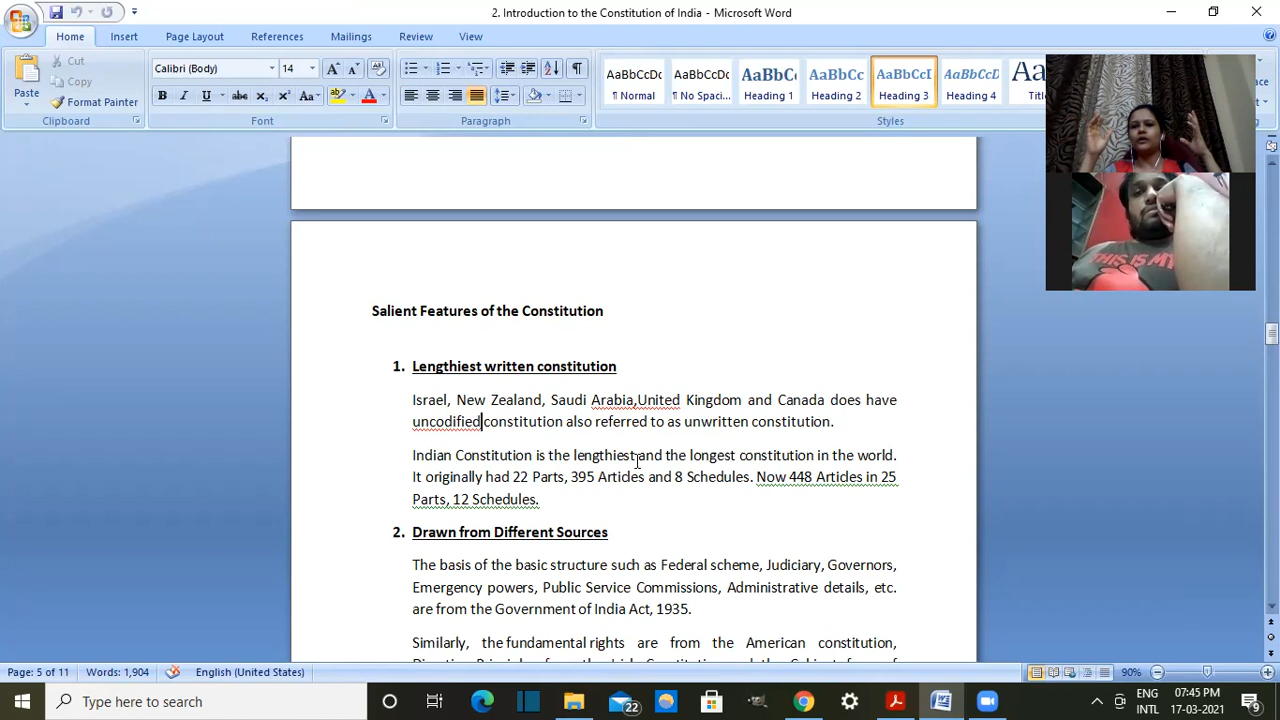 2. Introduction to the Constitution of India - Microsoft Word
Home Insert Page Layout References Mailings Review View
Paste
Cut
Copy
Format Painter
Clipboard
Calibri (Body) 14
Font
Paragraph
AaBbCcDc AaBbCcDc AaBbC AaBbCc AaBbCcI AaBbCcD
¶ Normal ¶ No Spaci... Heading 1 Heading 2 Heading 3 Heading 4
Styles
THIS IS MY
Salient Features of the Constitution
1. Lengthiest written constitution
Israel, New Zealand, Saudi Arabia,United Kingdom and Canada does have
uncodified constitution also referred to as unwritten constitution.
Indian Constitution is the lengthiest and the longest constitution in the world.
It originally had 22 Parts, 395 Articles and 8 Schedules. Now 448 Articles in 25
Parts, 12 Schedules.
2. Drawn from Different Sources
The basis of the basic structure such as Federal scheme, Judiciary, Governors,
Emergency powers, Public Service Commissions, Administrative details, etc.
are from the Government of India Act, 1935.
Similarly, the fundamental rights are from the American constitution,
Page: 5 of 11 Words: 1,904 English (United States) 90%
Type here to search
22
ENG
INTL
07:45 PM
17-03-2021
9